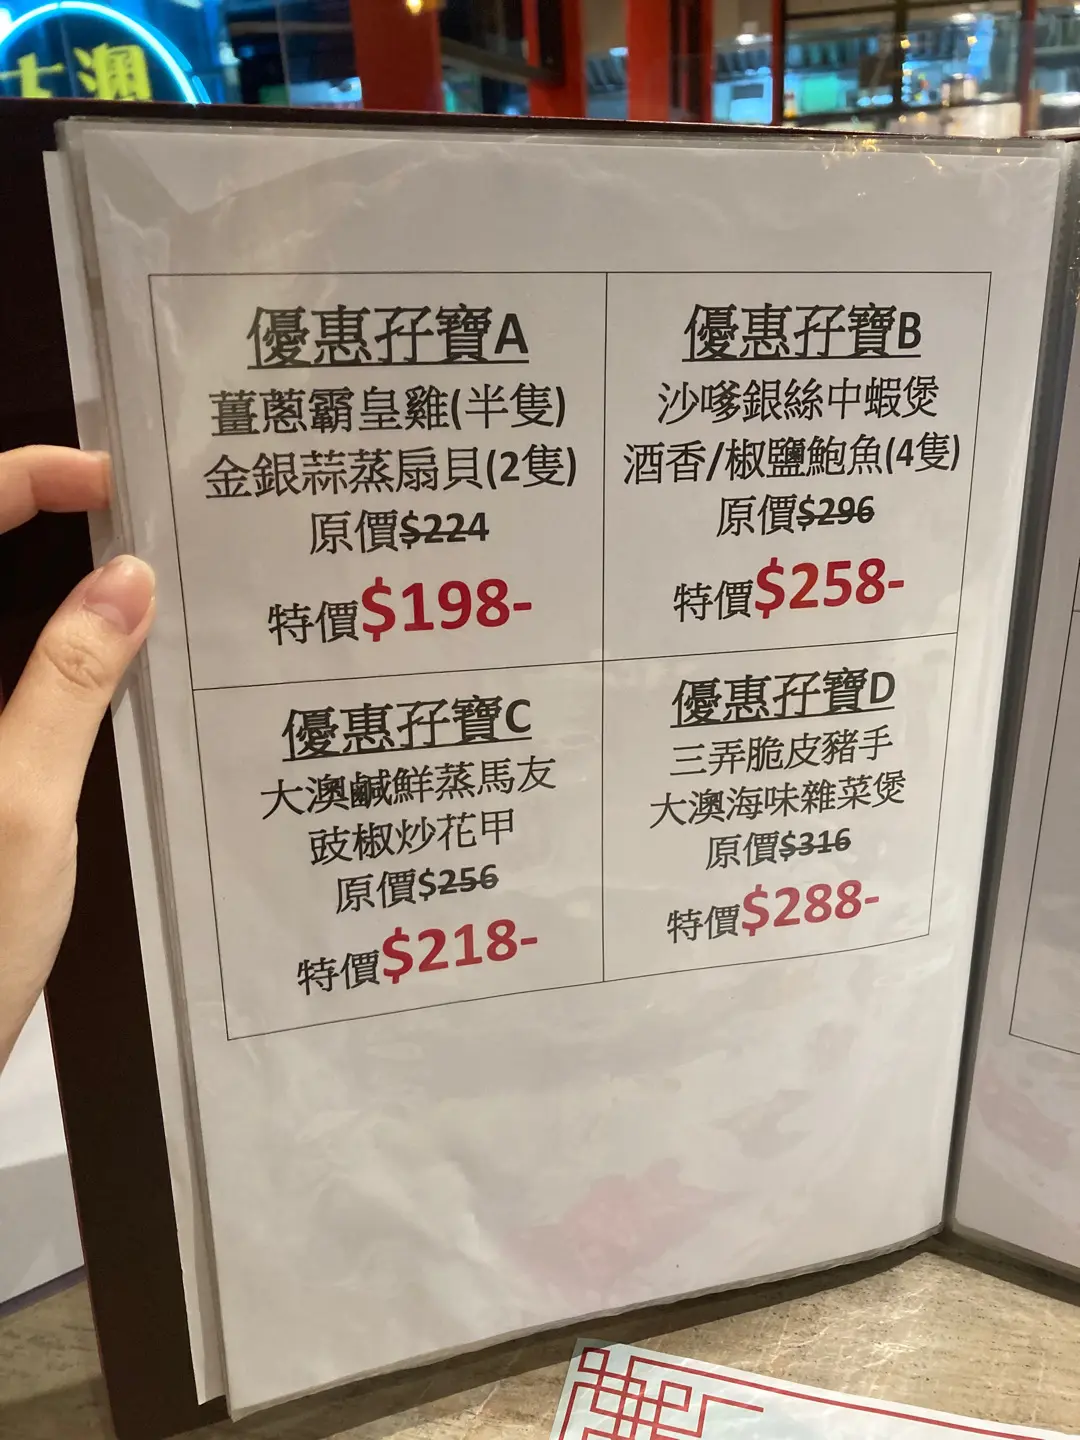 大澳
優惠孖寶A
薑蔥霸皇雞(半隻)
金銀蒜蒸扇貝(2隻)
原價$224
特價$198-
優惠孖寶B
沙嗲銀絲中蝦煲
酒香/椒鹽鮑魚(4隻)
原價$296
特價$258-
優惠孖寶C
大澳鹹鮮蒸馬友
豉椒炒花甲
原價$256
特價$218-
優惠孖寶D
三弄脆皮豬手
大澳海味雜菜煲
原價$316
特價$288-